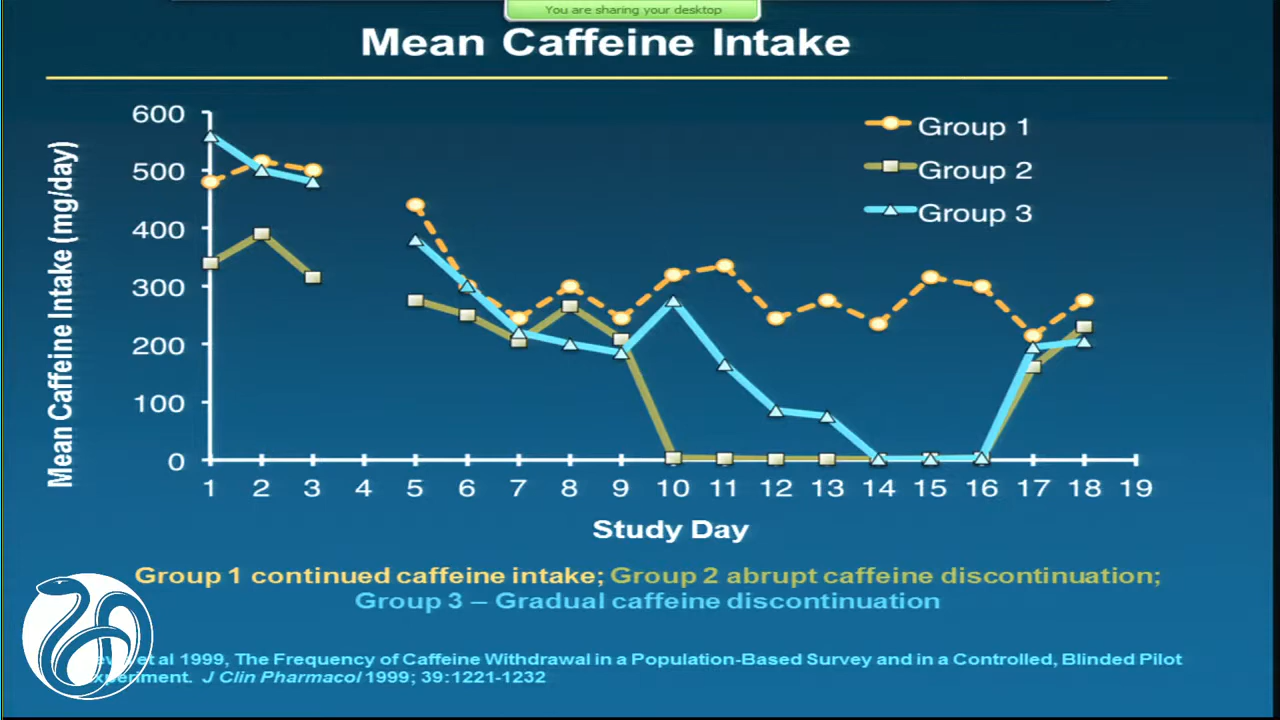 You are sharing your desktop
Mean Caffeine Intake
Mean Caffeine Intake (mg/day)
600
500
400
300
200
100
0
Group 1
Group 2
Group 3
1 2 3 4 5 6 7 8 9 10 11 12 13 14 15 16 17 18 19
Study Day
Group 1 continued caffeine intake; Group 2 abrupt caffeine discontinuation;
Group 3 – Gradual caffeine discontinuation
et al 1999, The Frequency of Caffeine Withdrawal in a Population-Based Survey and in a Controlled, Blinded Pilot
J Clin Pharmacol 1999; 39:1221-1232